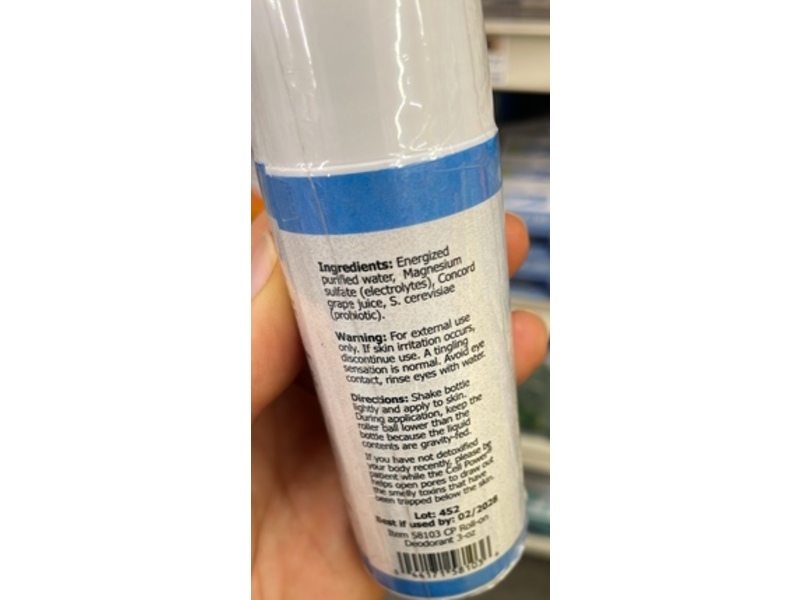 Ingredients: Energized
purified water, Magnesium
sulfate (electrolytes), Concord
grape juice, S. cerevisiae
(probiotic).
Warning: For external use
only. If skin irritation occurs,
discontinue use. A tingling
sensation is normal. Avoid eye
contact, rinse eyes with water.
Directions: Shake bottle
lightly and apply to skin.
During application, keep the
roller ball lower than the
bottle because the liquid
contents are gravity-fed.
If you have not detoxified
your body recently, please be
patient while the Cell Power
helps open pores to draw out
the smelly toxins that have
been trapped below the skin.
Lot: 452
Best if used by: 02/2028
Item 58103 CP Roll-on
Deodorant 3-oz